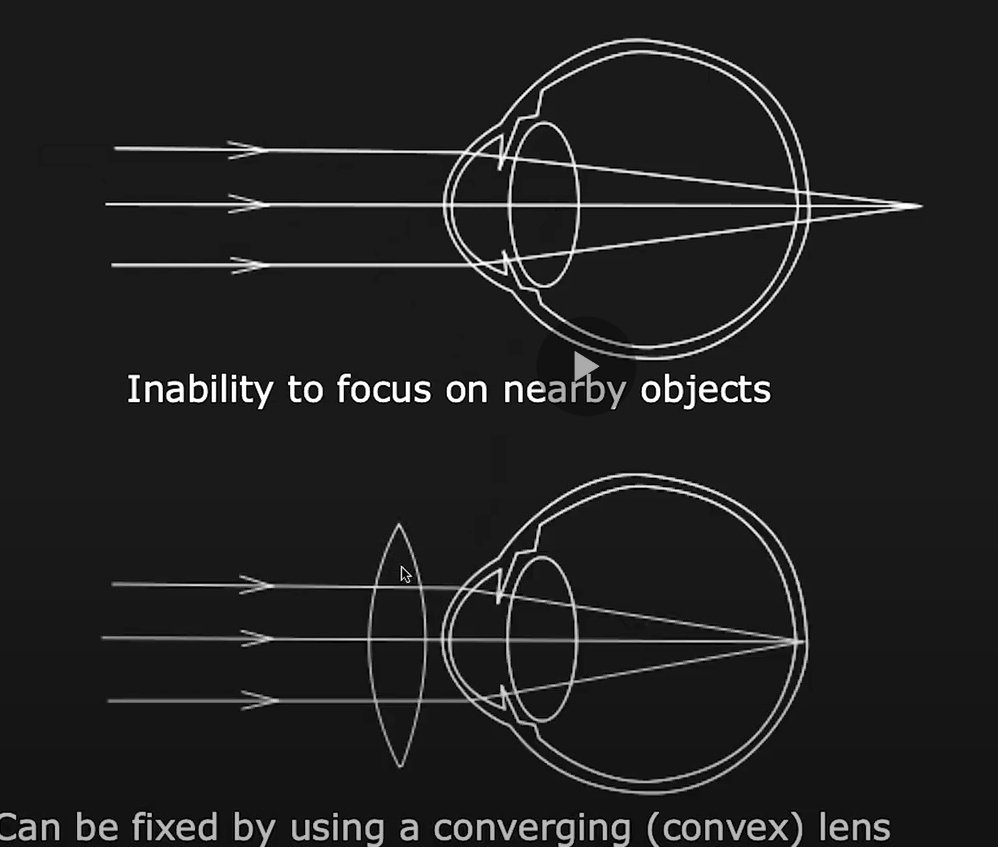 Inability to focus on nearby objects
Can be fixed by using a converging (convex) lens